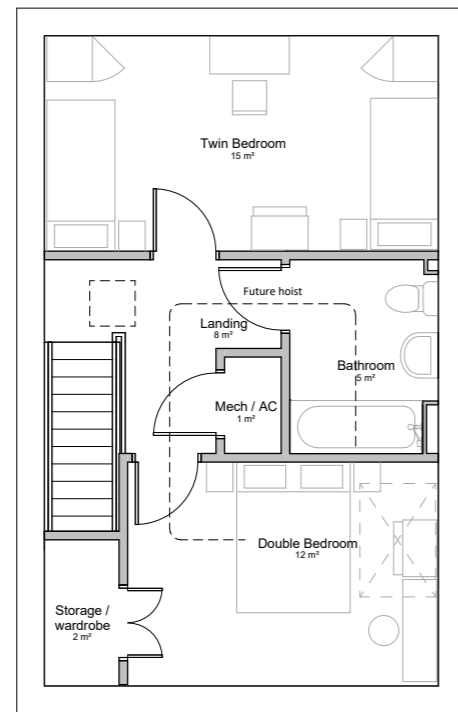 Twin Bedroom
15 m²
Future hoist
Landing
8 m²
Bathroom
5 m²
Mech / AC
1 m²
Double Bedroom
12 m²
Storage /
wardrobe
2 m²